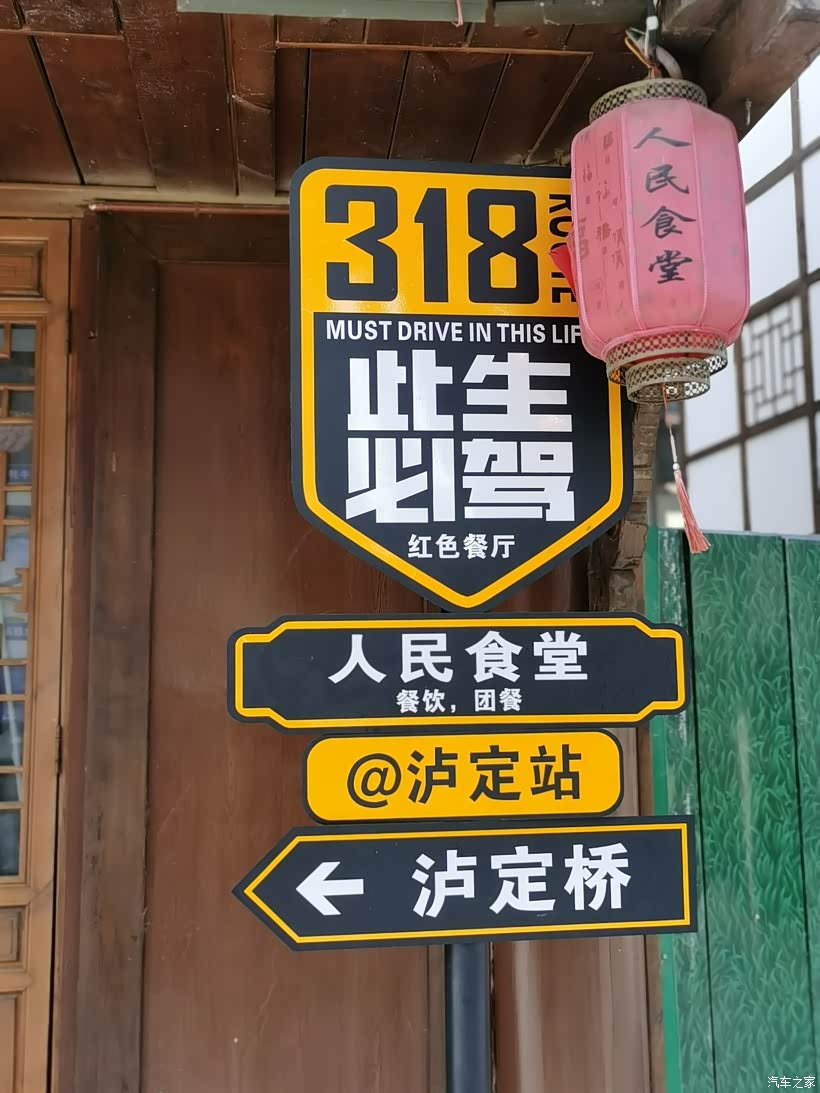 318
ROUTE
MUST DRIVE IN THIS LIF
此生
必驾
红色餐厅
人民食堂
人民食堂
餐饮，团餐
@泸定站
← 泸定桥
汽车之家